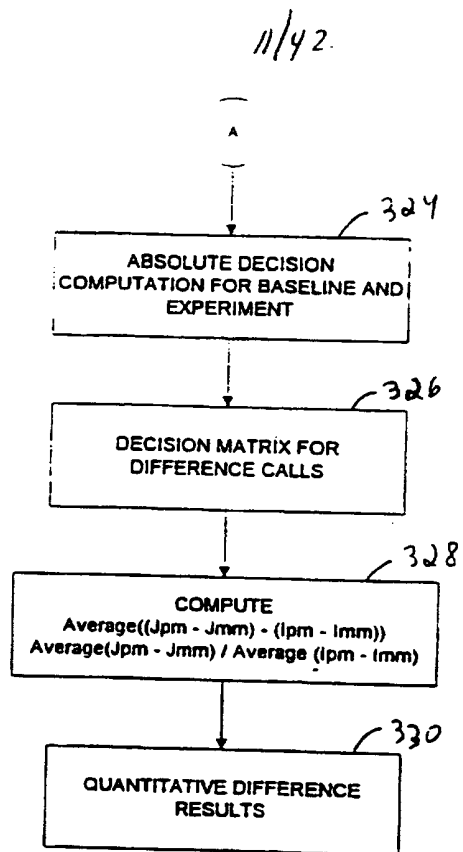 11/42.
A
324
ABSOLUTE DECISION
COMPUTATION FOR BASELINE AND
EXPERIMENT
326
DECISION MATRIX FOR
DIFFERENCE CALLS
328
COMPUTE
Average((Jpm - Jmm) - (Ipm - Imm))
Average(Jpm - Jmm) / Average (Ipm - Imm)
330
QUANTITATIVE DIFFERENCE
RESULTS